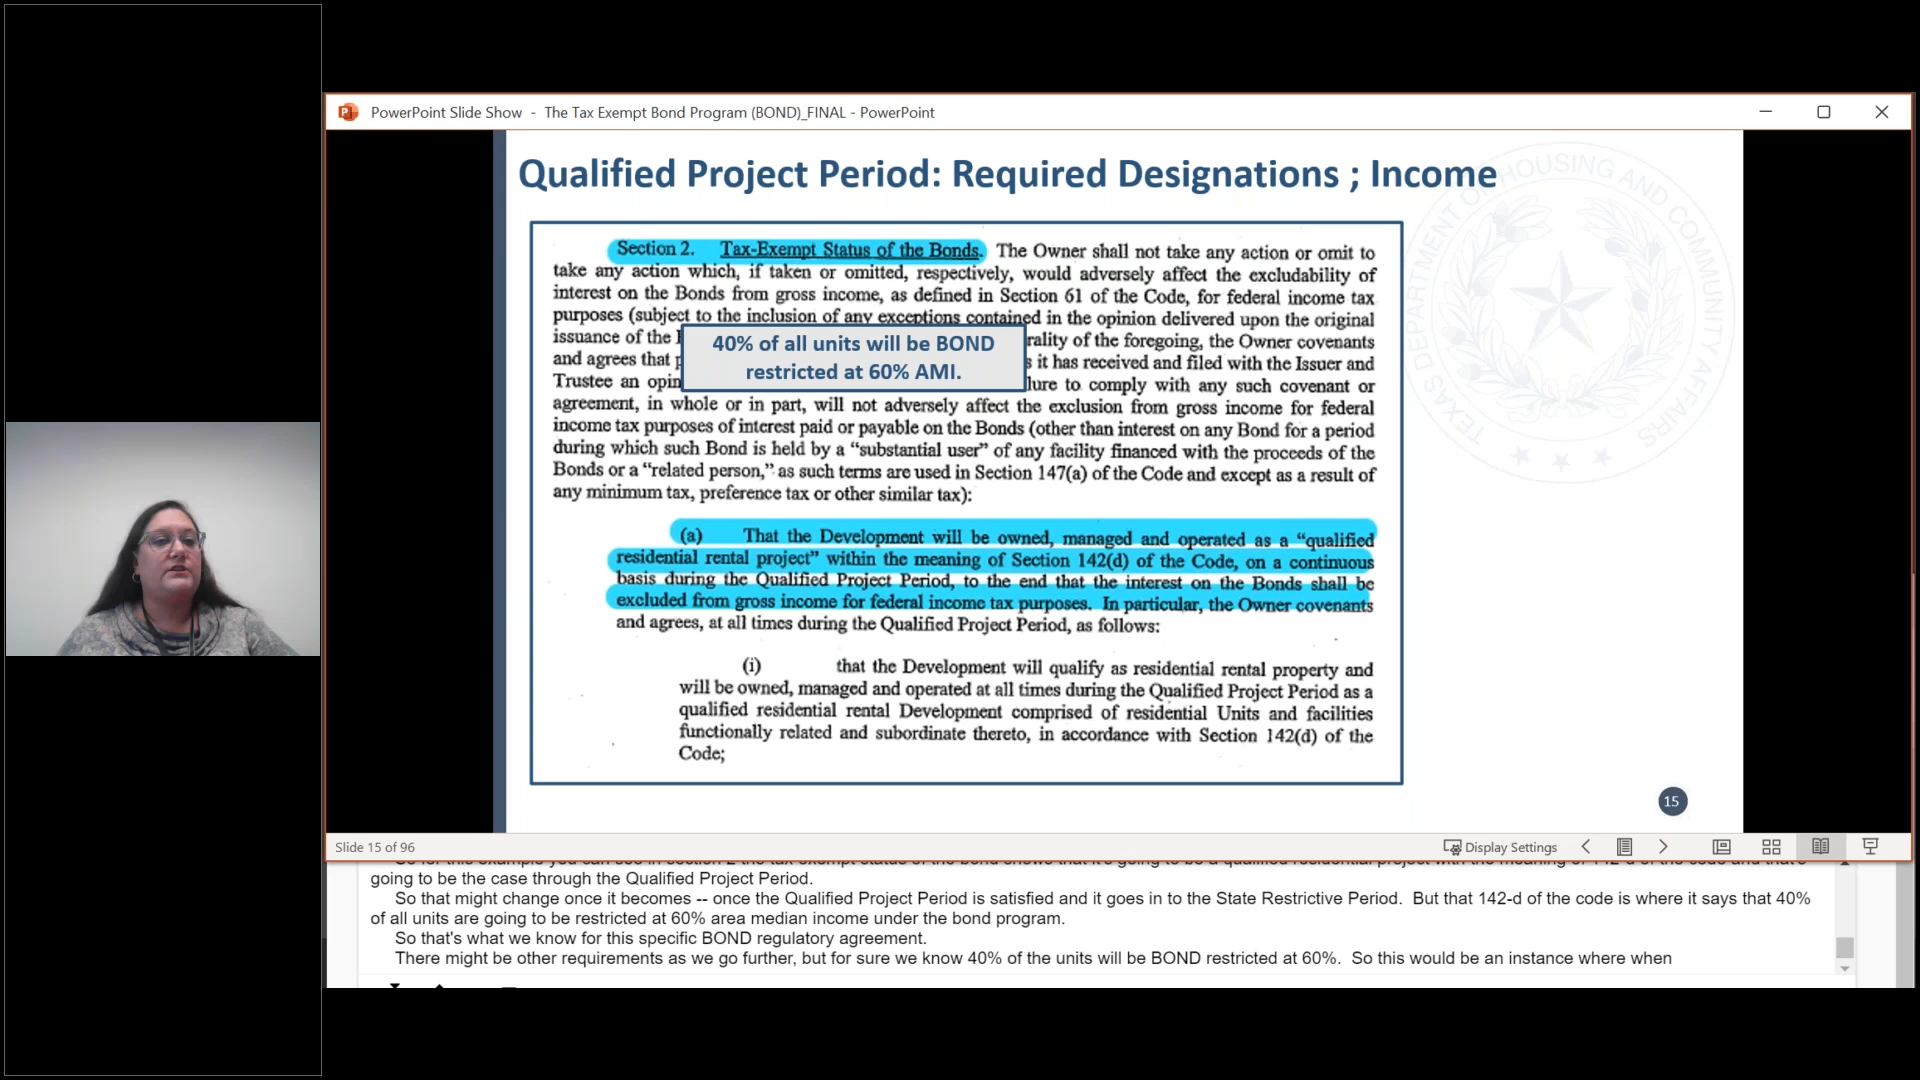 PowerPoint Slide Show - The Tax Exempt Bond Program (BOND)_FINAL - PowerPoint
Qualified Project Period: Required Designations ; Income
Section 2. Tax-Exempt Status of the Bonds. The Owner shall not take any action or omit to
take any action which, if taken or omitted, respectively, would adversely affect the excludability of
interest on the Bonds from gross income, as defined in Section 61 of the Code, for federal income tax
purposes (subject to the inclusion of any exceptions contained in the opinion delivered upon the original
issuance of the rality of the foregoing, the Owner covenants
and agrees that it has received and filed with the Issuer and
Trustee an opin lure to comply with any such covenant or
40% of all units will be BOND
restricted at 60% AMI.
agreement, in whole or in part, will not adversely affect the exclusion from gross income for federal
income tax purposes of interest paid or payable on the Bonds (other than interest on any Bond for a period
during which such Bond is held by a “substantial user” of any facility financed with the proceeds of the
Bonds or a “related person,” as such terms are used in Section 147(a) of the Code and except as a result of
any minimum tax, preference tax or other similar tax):
(a) That the Development will be owned, managed and operated as a “qualified
residential rental project” within the meaning of Section 142(d) of the Code, on a continuous
basis during the Qualified Project Period, to the end that the interest on the Bonds shall be
excluded from gross income for federal income tax purposes. In particular, the Owner covenants
and agrees, at all times during the Qualified Project Period, as follows:
(i) that the Development will qualify as residential rental property and
will be owned, managed and operated at all times during the Qualified Project Period as a
qualified residential rental Development comprised of residential Units and facilities
functionally related and subordinate thereto, in accordance with Section 142(d) of the
Code;
TEXAS DEPARTMENT OF HOUSING AND COMMUNITY AFFAIRS
15
Slide 15 of 96
Display Settings
going to be the case through the Qualified Project Period.
So that might change once it becomes -- once the Qualified Project Period is satisfied and it goes in to the State Restrictive Period. But that 142-d of the code is where it says that 40%
of all units are going to be restricted at 60% area median income under the bond program.
So that's what we know for this specific BOND regulatory agreement.
There might be other requirements as we go further, but for sure we know 40% of the units will be BOND restricted at 60%. So this would be an instance where when